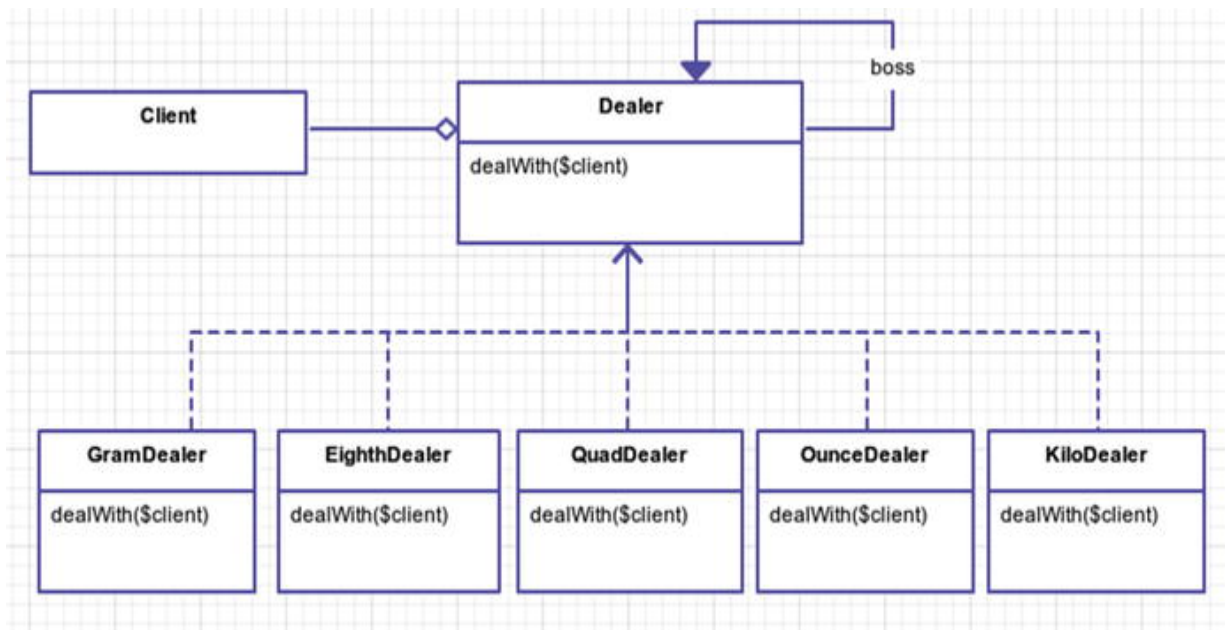 boss
Client
Dealer
dealWith($client)
GramDealer
EighthDealer
QuadDealer
OunceDealer
KiloDealer
dealWith($client)
dealWith($client)
dealWith($client)
dealWith($client)
dealWith($client)